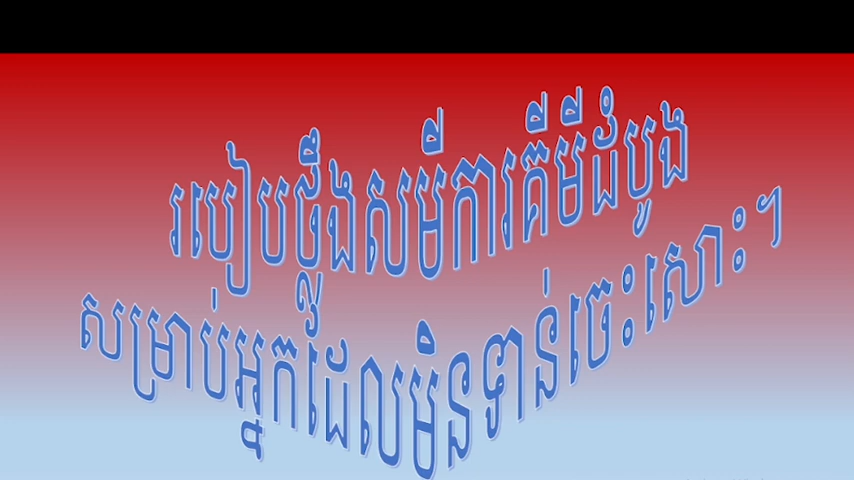 របៀបថ្លឹងសមីការគីមីដំបូង
សម្រាប់អ្នកដែលមិនទាន់ចេះសោះ។